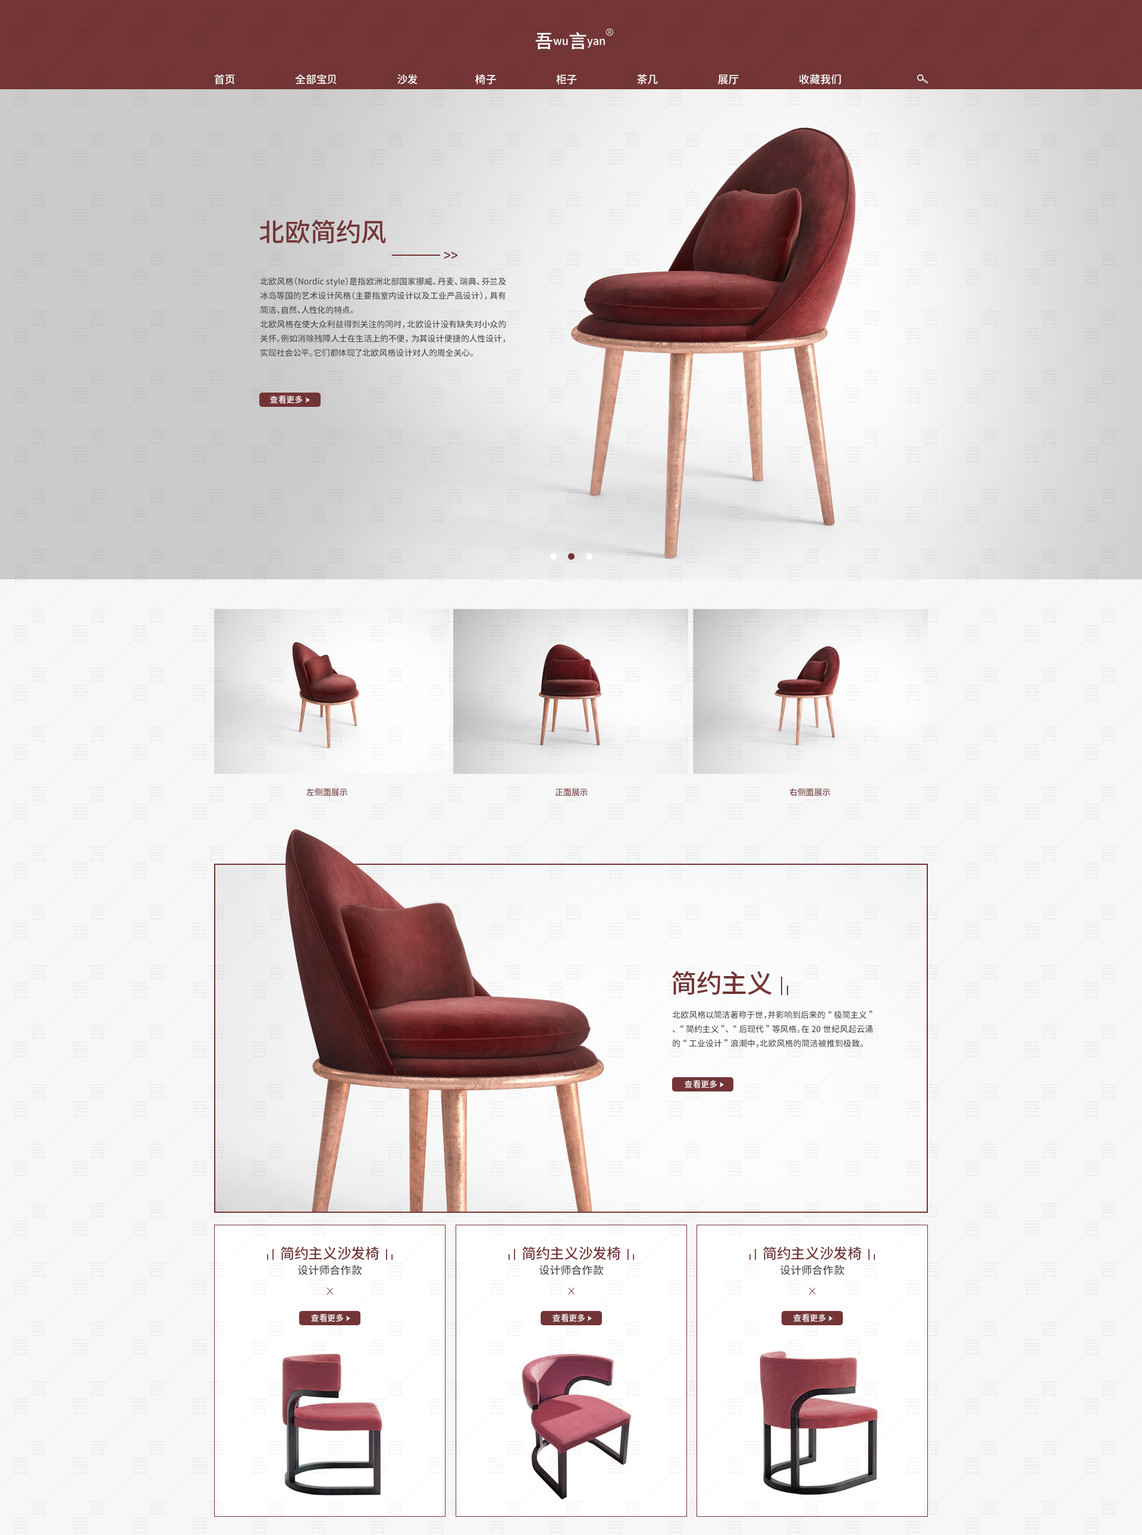 吾wu言yan®
首页 全部宝贝 沙发 椅子 柜子 茶几 展厅 收藏我们
北欧简约风
>>
北欧风格(Nordic style)是指欧洲北部国家挪威、丹麦、瑞典、芬兰及
冰岛等国的艺术设计风格(主要指室内设计以及工业产品设计)，具有
简洁、自然、人性化的特点。
北欧风格在使大众利益得到关注的同时，北欧设计没有缺失对小众的
关怀。例如消除残障人士在生活上的不便，为其设计便捷的人性设计，
实现社会公平。它们都体现了北欧风格设计对人的周全关心。
查看更多
左侧面展示 正面展示 右侧面展示
简约主义
北欧风格以简洁著称于世，并影响到后来的“极简主义”
、“简约主义”、“后现代”等风格。在 20 世纪风起云涌
的“工业设计”浪潮中，北欧风格的简洁被推到极致。
查看更多
简约主义沙发椅
设计师合作款
查看更多
简约主义沙发椅
设计师合作款
查看更多
简约主义沙发椅
设计师合作款
查看更多